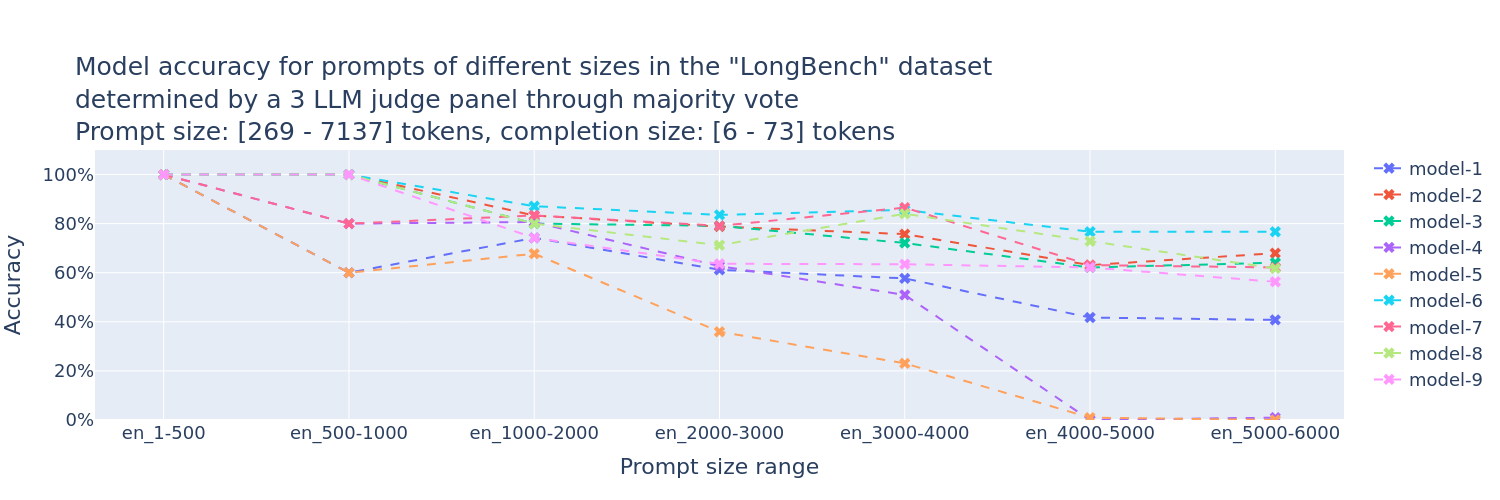 Model accuracy for prompts of different sizes in the "LongBench" dataset
determined by a 3 LLM judge panel through majority vote
Prompt size: [269 - 7137] tokens, completion size: [6 - 73] tokens
Accuracy
100%
80%
60%
40%
20%
0%
en_1-500
en_500-1000
en_1000-2000
en_2000-3000
en_3000-4000
en_4000-5000
en_5000-6000
Prompt size range
model-1
model-2
model-3
model-4
model-5
model-6
model-7
model-8
model-9